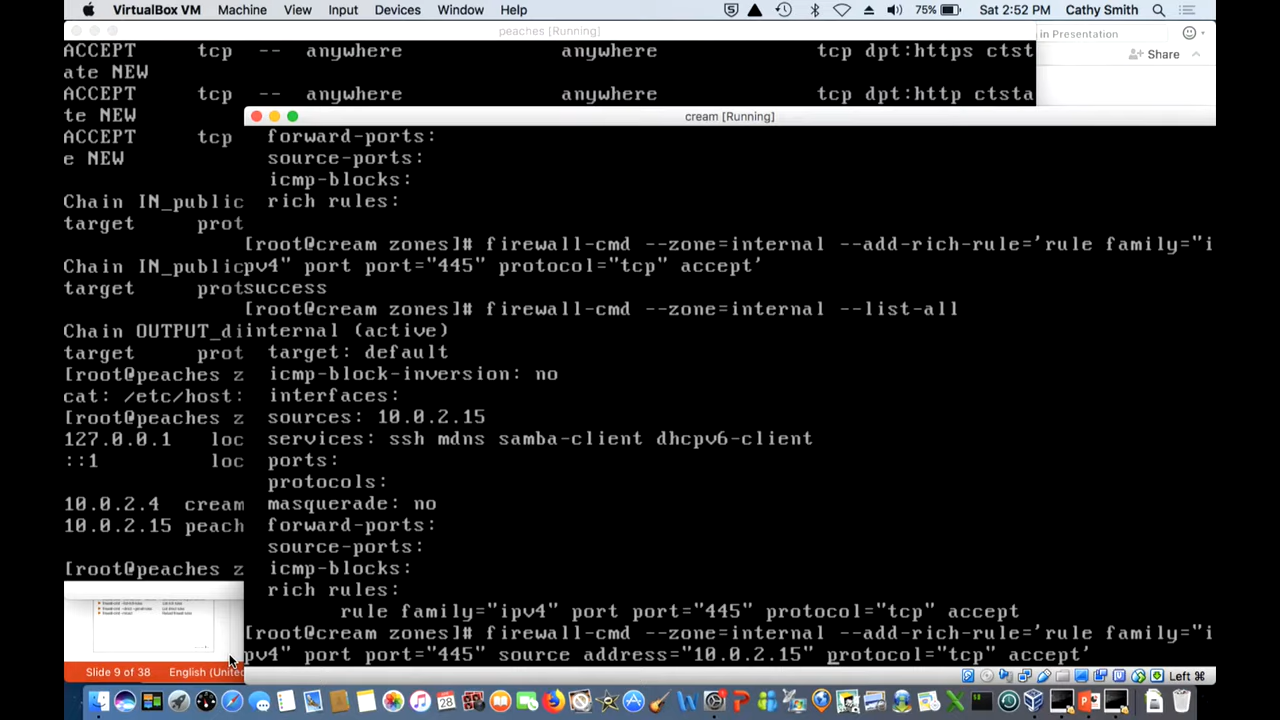 VirtualBox VM Machine View Input Devices Window Help 75% Sat 2:52 PM Cathy Smith
peaches [Running]
in Presentation
Share
ACCEPT tcp -- anywhere anywhere tcp dpt:https ctst
ate NEW
ACCEPT tcp -- anywhere anywhere tcp dpt:http ctsta
te NEW
ACCEPT tcp
e NEW
Chain IN_public
target prot
Chain IN_public
target prot
Chain OUTPUT_di
target prot
[root@peaches z
cat: /etc/host:
[root@peaches z
127.0.0.1 loc
::1 loc
10.0.2.4 cream
10.0.2.15 peach
[root@peaches z
cream [Running]
forward-ports:
source-ports:
icmp-blocks:
rich rules:
[root@cream zones]# firewall-cmd --zone=internal --add-rich-rule='rule family="i
pv4" port port="445" protocol="tcp" accept'
success
[root@cream zones]# firewall-cmd --zone=internal --list-all
internal (active)
target: default
icmp-block-inversion: no
interfaces:
sources: 10.0.2.15
services: ssh mdns samba-client dhcpv6-client
ports:
protocols:
masquerade: no
forward-ports:
source-ports:
icmp-blocks:
rich rules:
rule family="ipv4" port port="445" protocol="tcp" accept
[root@cream zones]# firewall-cmd --zone=internal --add-rich-rule='rule family="i
pv4" port port="445" source address="10.0.2.15" protocol="tcp" accept'
Slide 9 of 38 English (United
Left ⌘
28